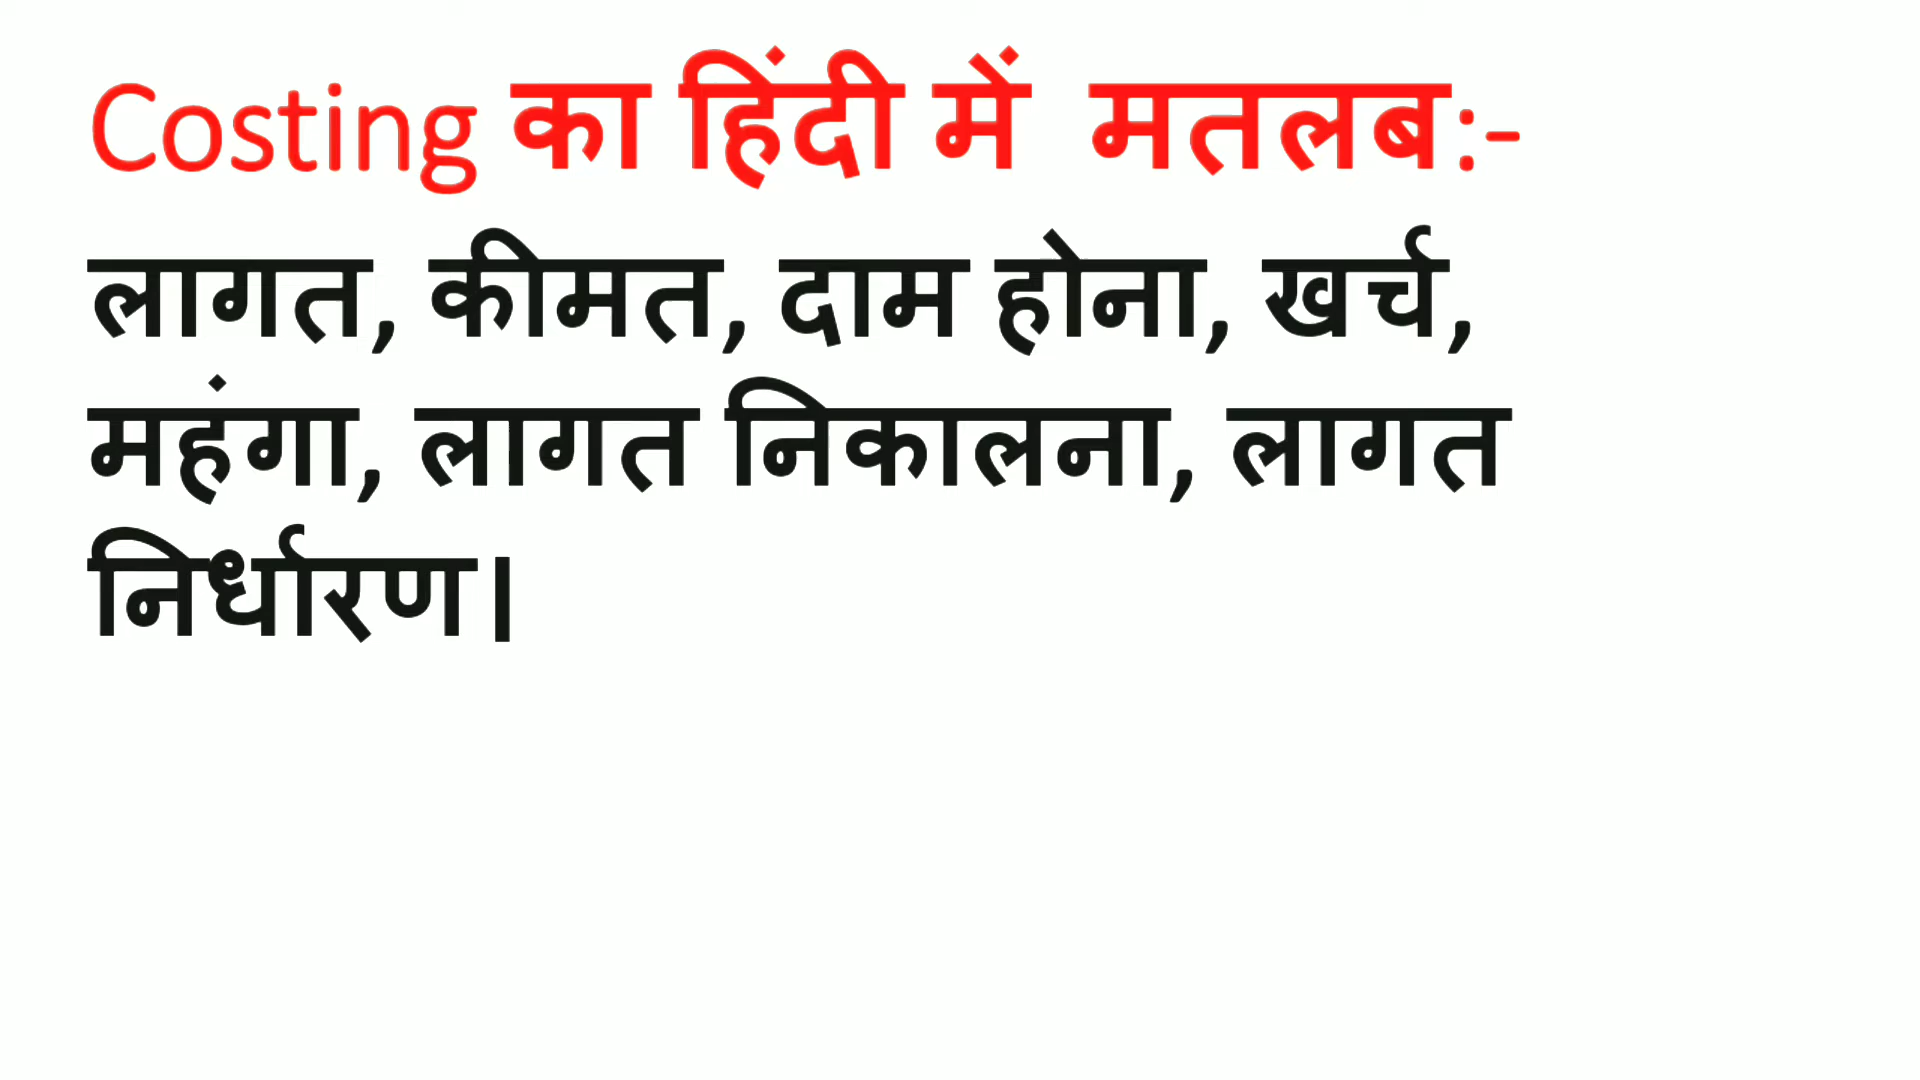 Costing का हिंदी में  मतलब:-
लागत, कीमत, दाम होना, खर्च,
महंगा, लागत निकालना, लागत
निर्धारण।